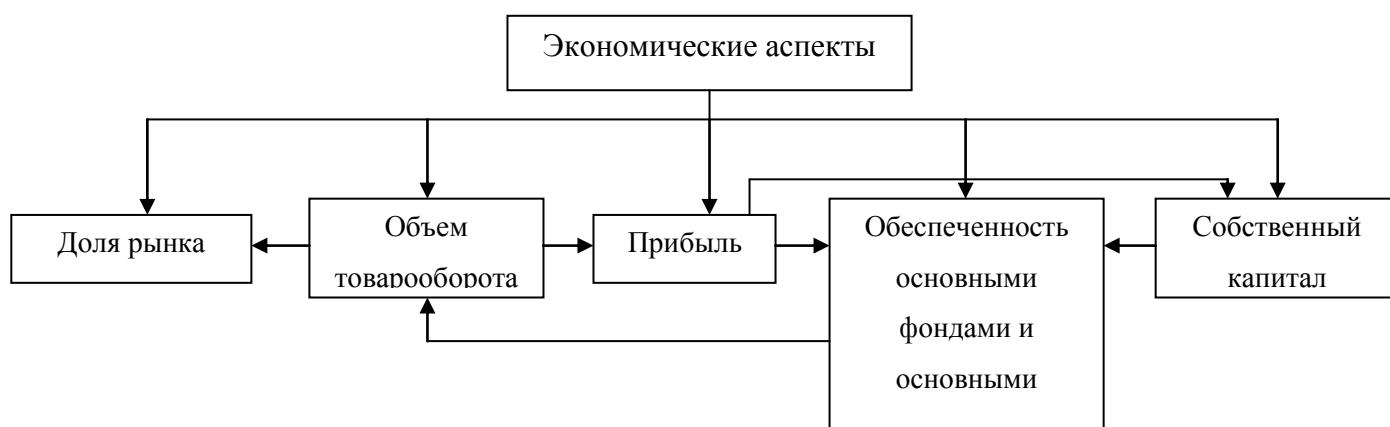 Экономические аспекты
Доля рынка
Объем
товарооборота
Прибыль
Обеспеченность
основными
фондами и
основными
Собственный
капитал